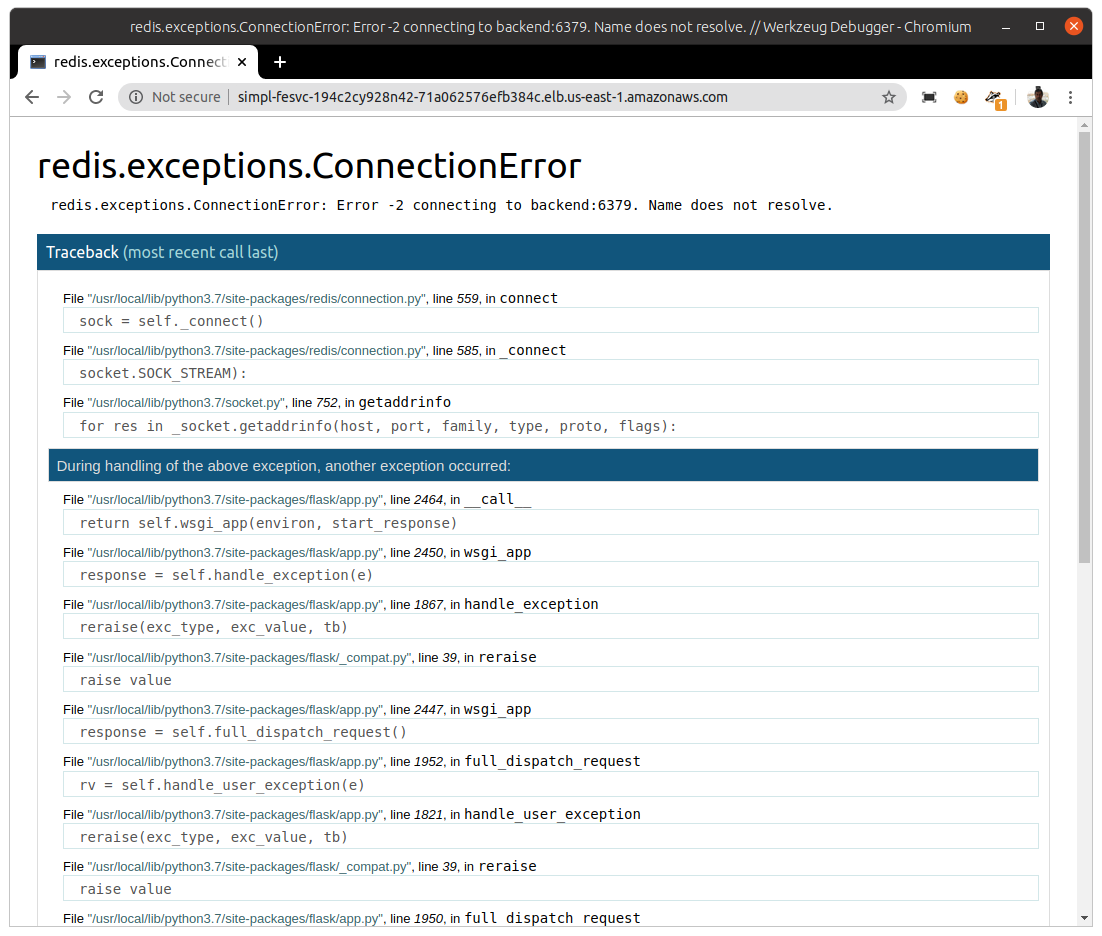 redis.exceptions.ConnectionError: Error -2 connecting to backend:6379. Name does not resolve. // Werkzeug Debugger - Chromium
redis.exceptions.Connect
Not secure | simpl-fesvc-194c2cy928n42-71a062576efb384c.elb.us-east-1.amazonaws.com
1
redis.exceptions.ConnectionError
redis.exceptions.ConnectionError: Error -2 connecting to backend:6379. Name does not resolve.
Traceback (most recent call last)
File "/usr/local/lib/python3.7/site-packages/redis/connection.py", line 559, in connect
sock = self._connect()
File "/usr/local/lib/python3.7/site-packages/redis/connection.py", line 585, in _connect
socket.SOCK_STREAM):
File "/usr/local/lib/python3.7/socket.py", line 752, in getaddrinfo
for res in _socket.getaddrinfo(host, port, family, type, proto, flags):
During handling of the above exception, another exception occurred:
File "/usr/local/lib/python3.7/site-packages/flask/app.py", line 2464, in __call__
return self.wsgi_app(environ, start_response)
File "/usr/local/lib/python3.7/site-packages/flask/app.py", line 2450, in wsgi_app
response = self.handle_exception(e)
File "/usr/local/lib/python3.7/site-packages/flask/app.py", line 1867, in handle_exception
reraise(exc_type, exc_value, tb)
File "/usr/local/lib/python3.7/site-packages/flask/_compat.py", line 39, in reraise
raise value
File "/usr/local/lib/python3.7/site-packages/flask/app.py", line 2447, in wsgi_app
response = self.full_dispatch_request()
File "/usr/local/lib/python3.7/site-packages/flask/app.py", line 1952, in full_dispatch_request
rv = self.handle_user_exception(e)
File "/usr/local/lib/python3.7/site-packages/flask/app.py", line 1821, in handle_user_exception
reraise(exc_type, exc_value, tb)
File "/usr/local/lib/python3.7/site-packages/flask/_compat.py", line 39, in reraise
raise value
File "/usr/local/lib/python3.7/site-packages/flask/app.py", line 1950, in full_dispatch_request